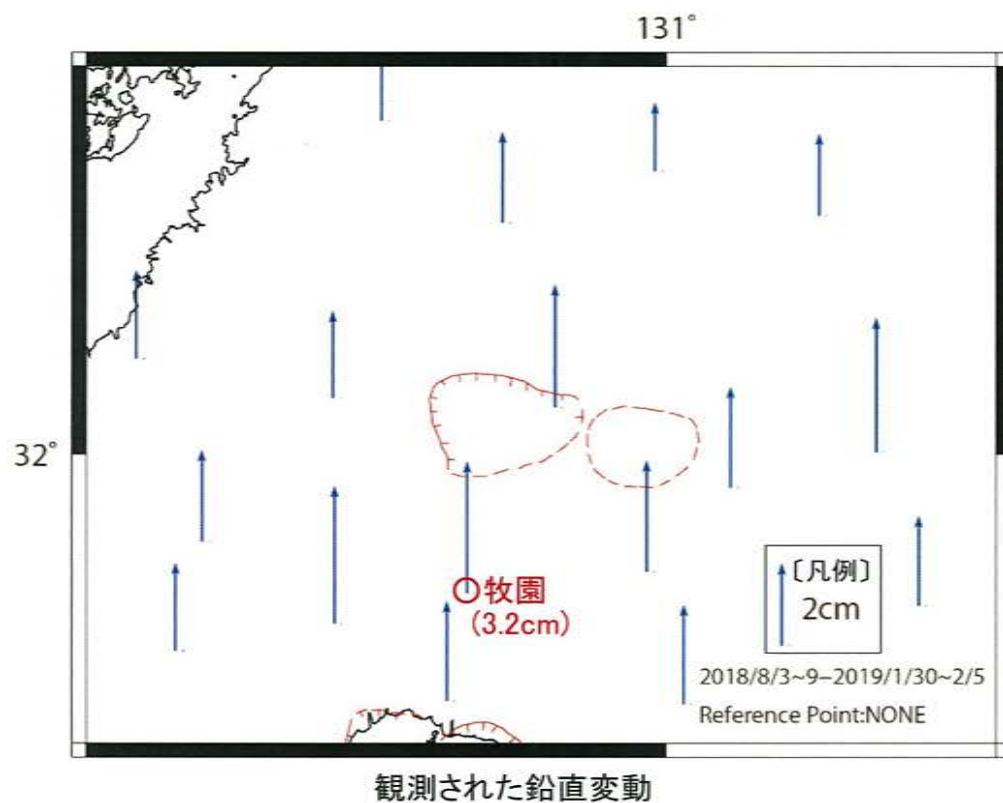 131°
32°
牧園
(3.2cm)
〔凡例〕
2cm
2018/8/3~9–2019/1/30~2/5
Reference Point:NONE
観測された鉛直変動